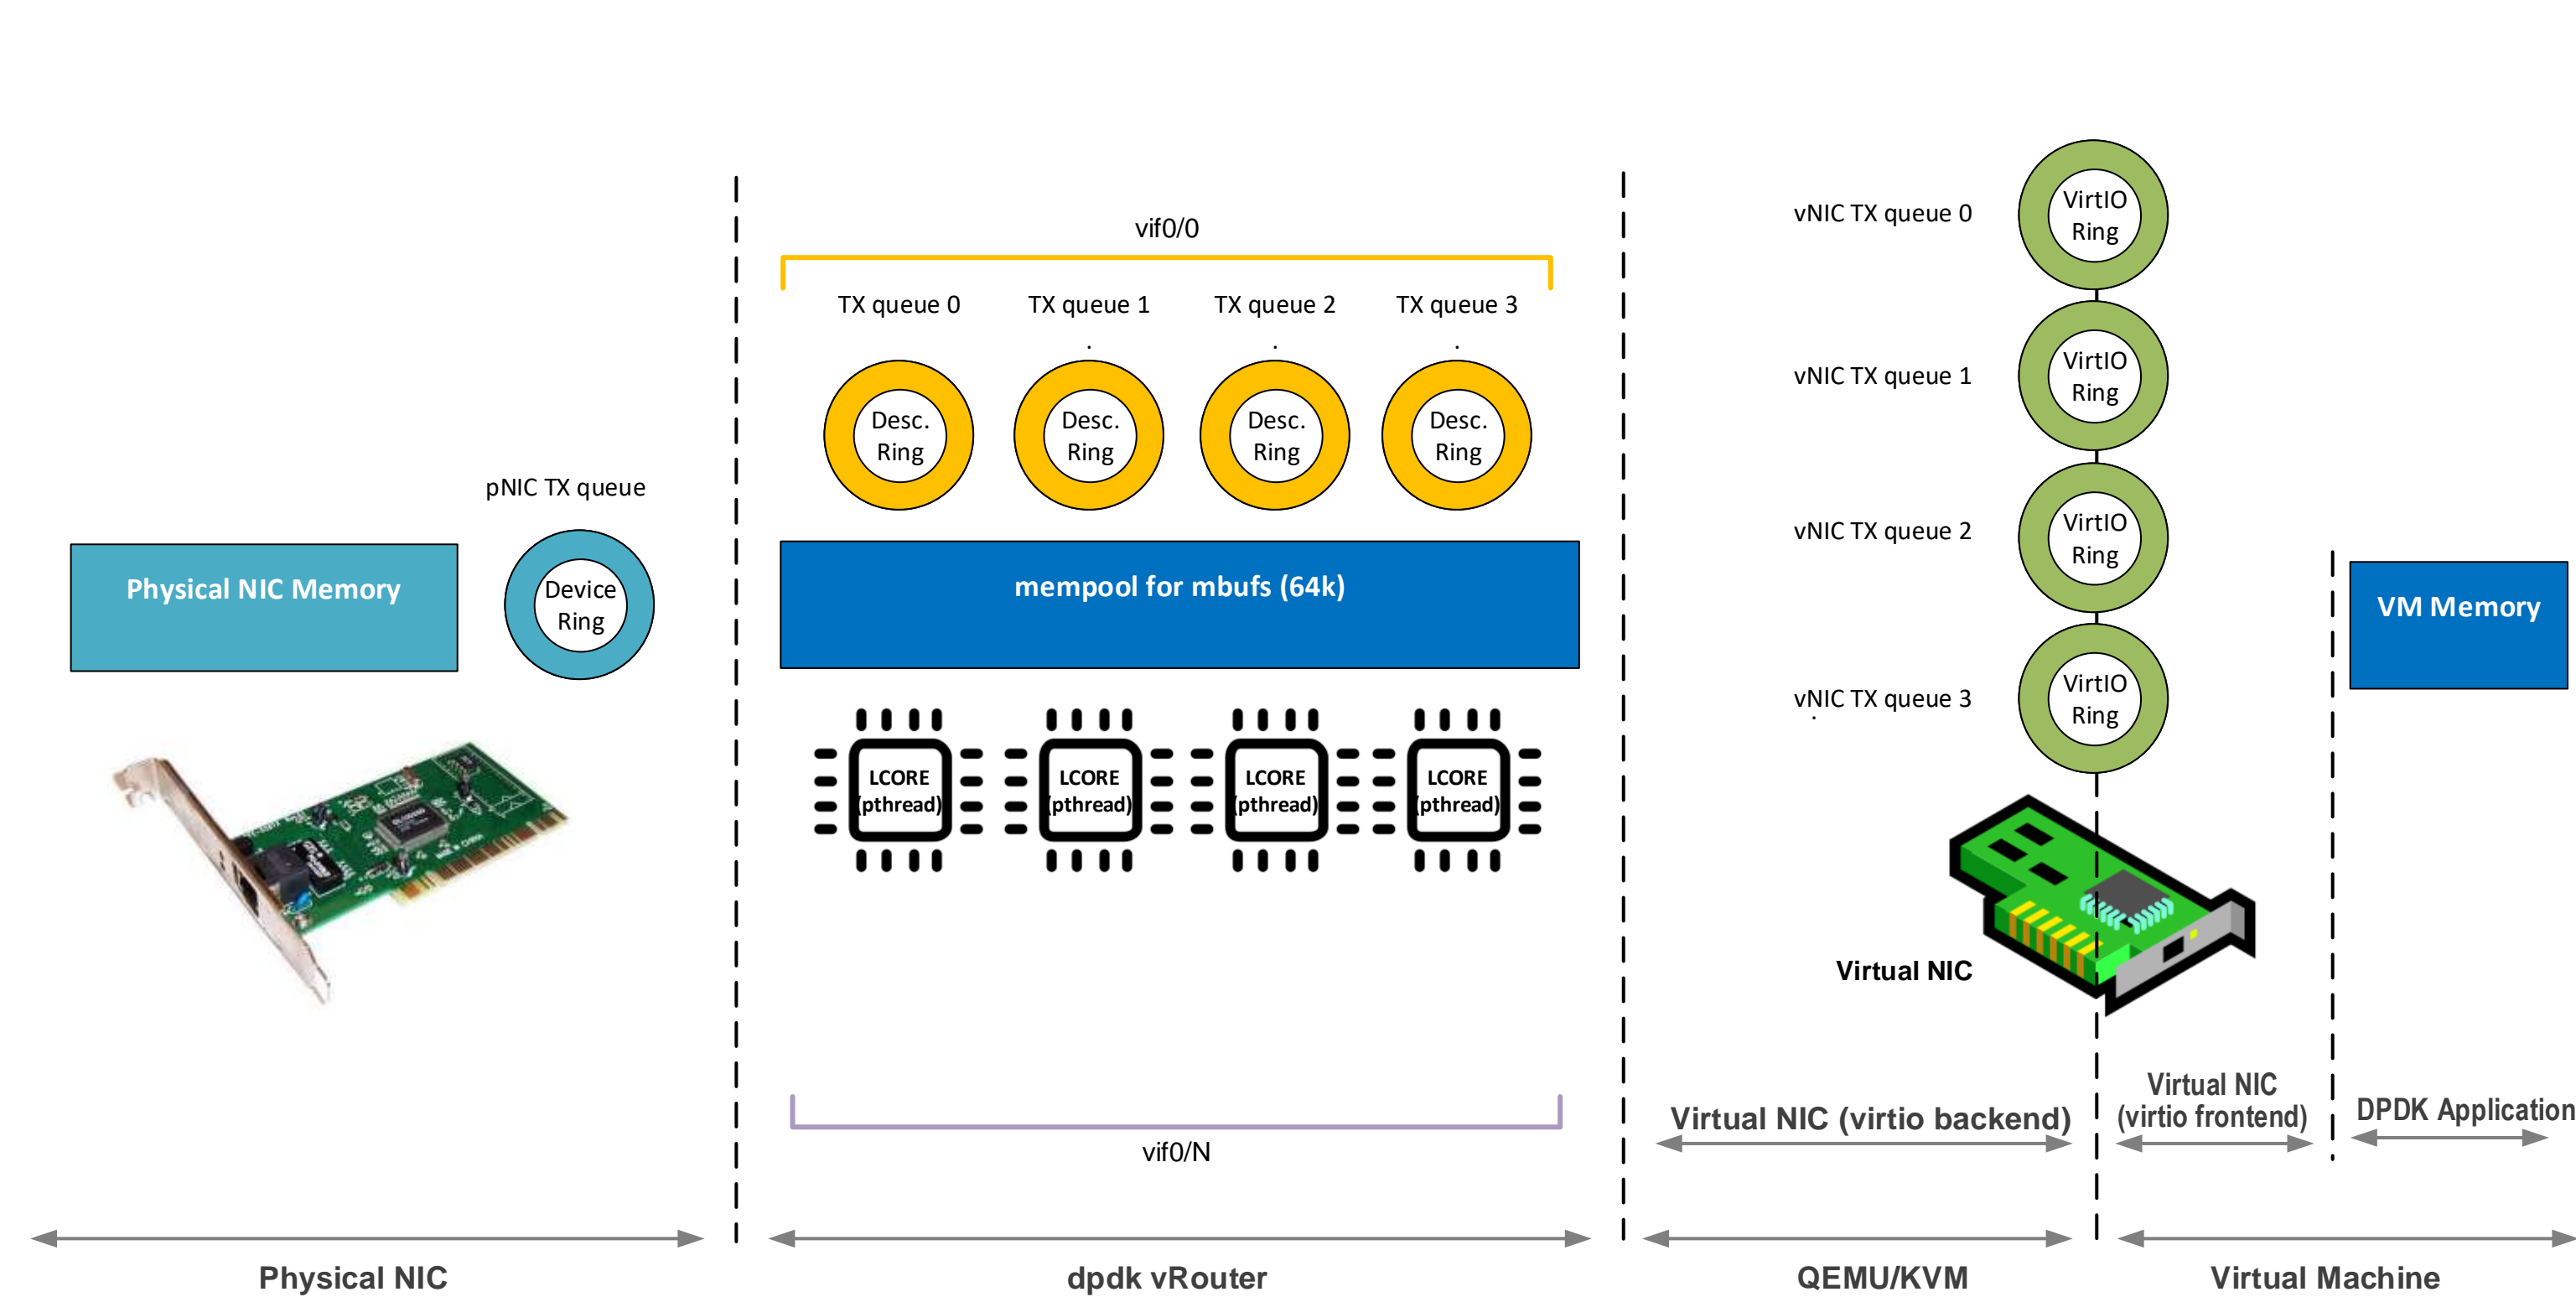 vif0/0
TX queue 0
TX queue 1
TX queue 2
TX queue 3
Desc.
Ring
Desc.
Ring
Desc.
Ring
Desc.
Ring
pNIC TX queue
Physical NIC Memory
Device
Ring
mempool for mbufs (64k)
LCORE
(pthread)
LCORE
(pthread)
LCORE
(pthread)
LCORE
(pthread)
vif0/N
vNIC TX queue 0
VirtIO
Ring
vNIC TX queue 1
VirtIO
Ring
vNIC TX queue 2
VirtIO
Ring
vNIC TX queue 3
VirtIO
Ring
VM Memory
Virtual NIC
Virtual NIC (virtio backend)
Virtual NIC
(virtio frontend)
DPDK Application
Physical NIC
dpdk vRouter
QEMU/KVM
Virtual Machine